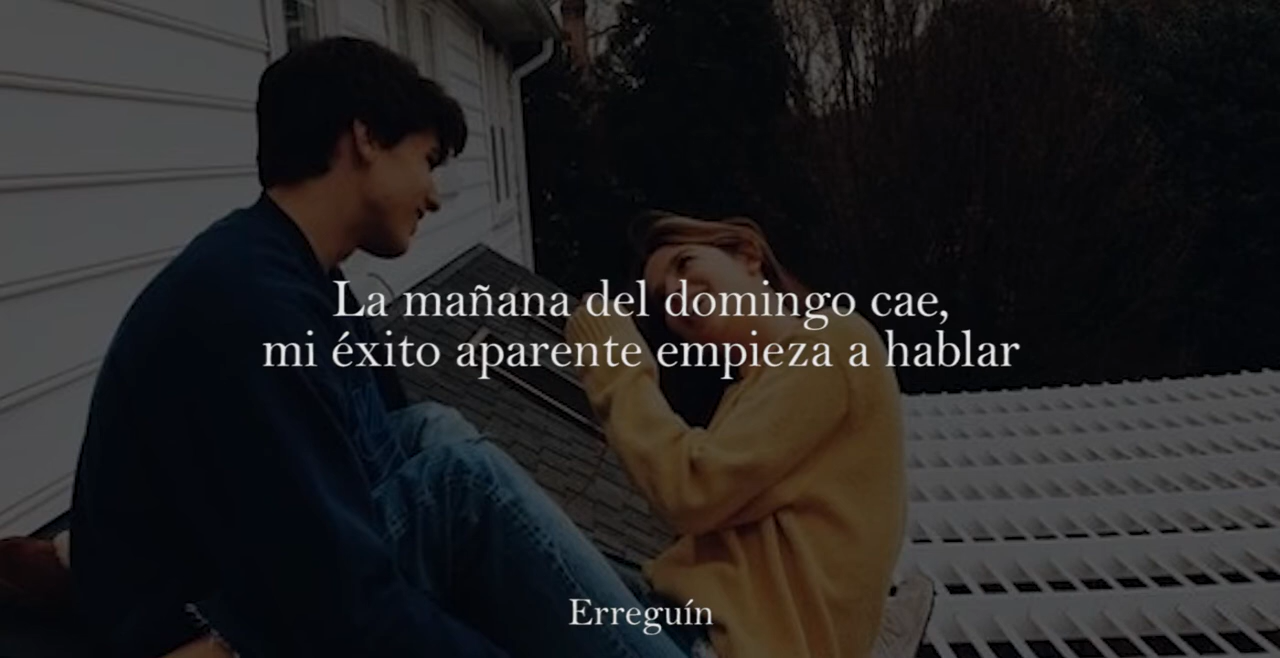 La mañana del domingo cae,
mi éxito aparente empieza a hablar
Erreguín